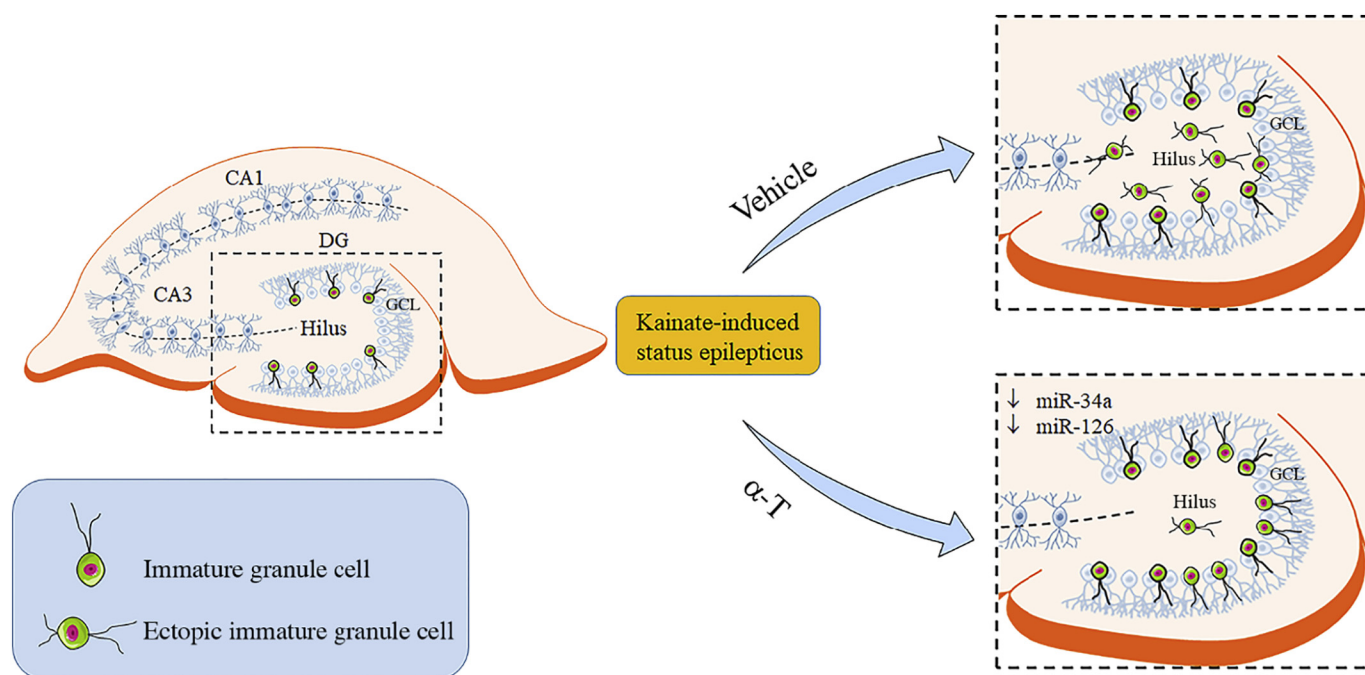 CA1
DG
CA3
GCL
Hilus
Immature granule cell
Ectopic immature granule cell
Kainate-induced
status epilepticus
Vehicle
α-T
GCL
Hilus
↓ miR-34a
↓ miR-126
GCL
Hilus